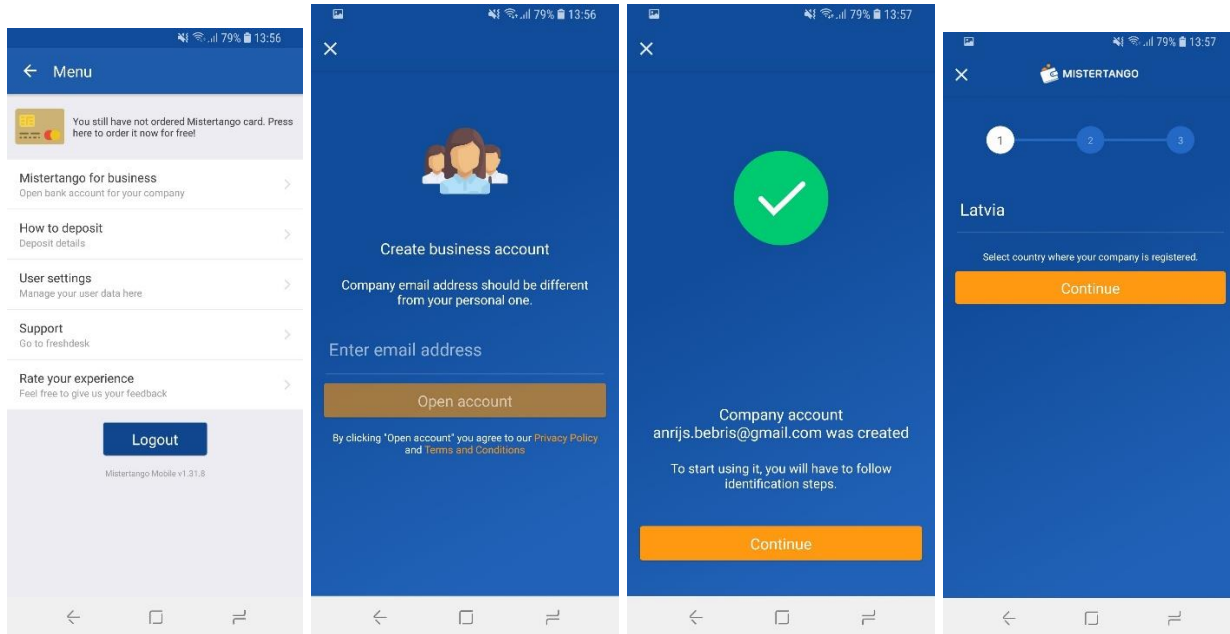 79% 13:56
Menu
You still have not ordered Mistertango card. Press
here to order it now for free!
Mistertango for business
Open bank account for your company
How to deposit
Deposit details
User settings
Manage your user data here
Support
Go to freshdesk
Rate your experience
Feel free to give us your feedback
Logout
Mistertango Mobile v1.31.8
79% 13:56
Create business account
Company email address should be different
from your personal one.
Enter email address
Open account
By clicking "Open account" you agree to our Privacy Policy
and Terms and Conditions
79% 13:57
Company account
anrijs.bebris@gmail.com was created
To start using it, you will have to follow
identification steps.
Continue
79% 13:57
MISTERTANGO
1 2 3
Latvia
Select country where your company is registered.
Continue